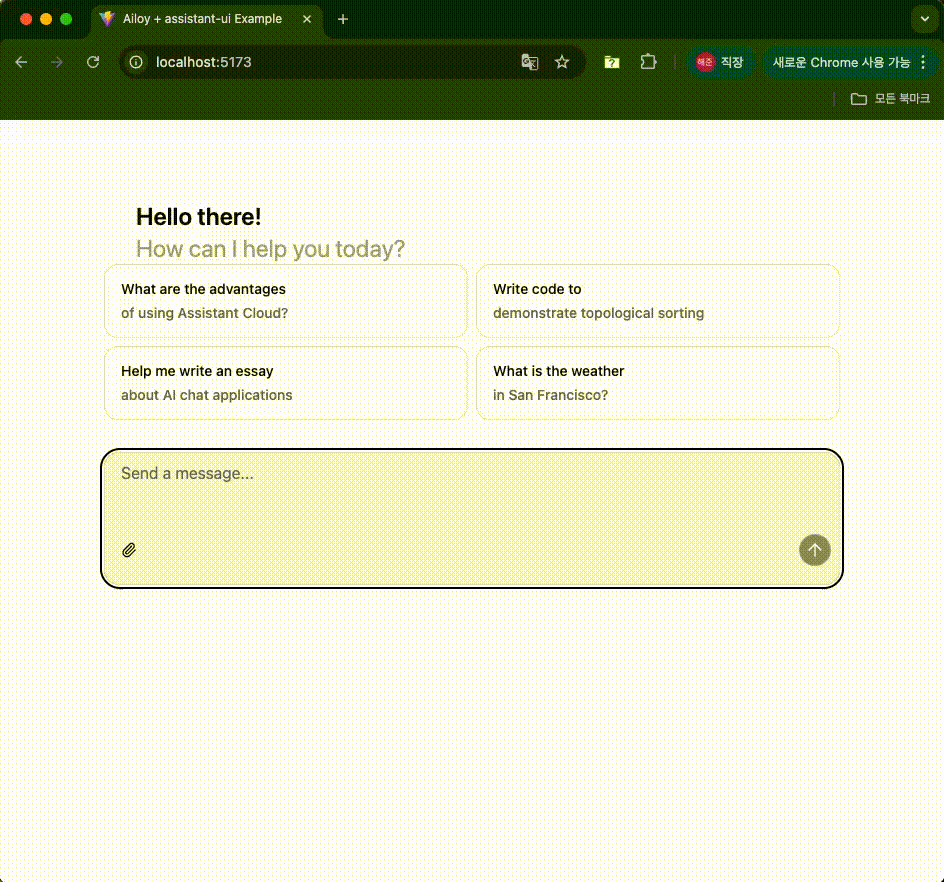 Ailoy + assistant-ui Example
localhost:5173
해준 직장
새로운 Chrome 사용 가능
모든 북마크
Hello there!
How can I help you today?
What are the advantages
of using Assistant Cloud?
Write code to
demonstrate topological sorting
Help me write an essay
about AI chat applications
What is the weather
in San Francisco?
Send a message...